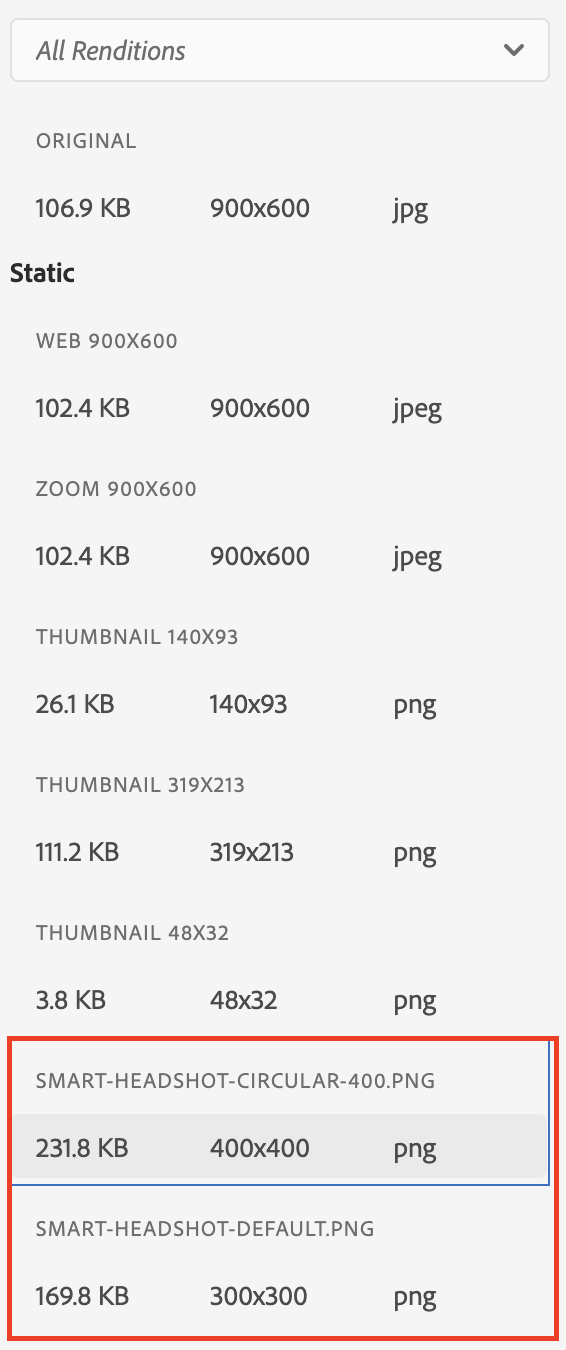 All Renditions
ORIGINAL
106.9 KB 900x600 jpg
Static
WEB 900X600
102.4 KB 900x600 jpeg
ZOOM 900X600
102.4 KB 900x600 jpeg
THUMBNAIL 140X93
26.1 KB 140x93 png
THUMBNAIL 319X213
111.2 KB 319x213 png
THUMBNAIL 48X32
3.8 KB 48x32 png
SMART-HEADSHOT-CIRCULAR-400.PNG
231.8 KB 400x400 png
SMART-HEADSHOT-DEFAULT.PNG
169.8 KB 300x300 png